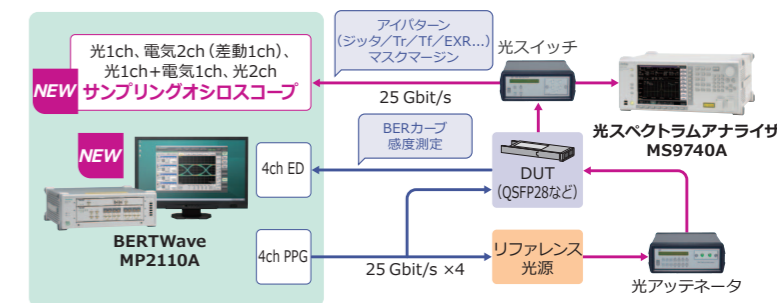 アイパターン
(ジッタ／Tr／Tf／EXR...)
マスクマージン
光スイッチ
光1ch、電気2ch（差動1ch）、
光1ch+電気1ch、光2ch
NEW サンプリングオシロスコープ
25 Gbit/s
光スペクトラムアナライザ
MS9740A
BERカーブ
感度測定
NEW
4ch ED
DUT
(QSFP28など)
BERTWave
MP2110A
4ch PPG
25 Gbit/s ×4
リファレンス
光源
光アッテネータ